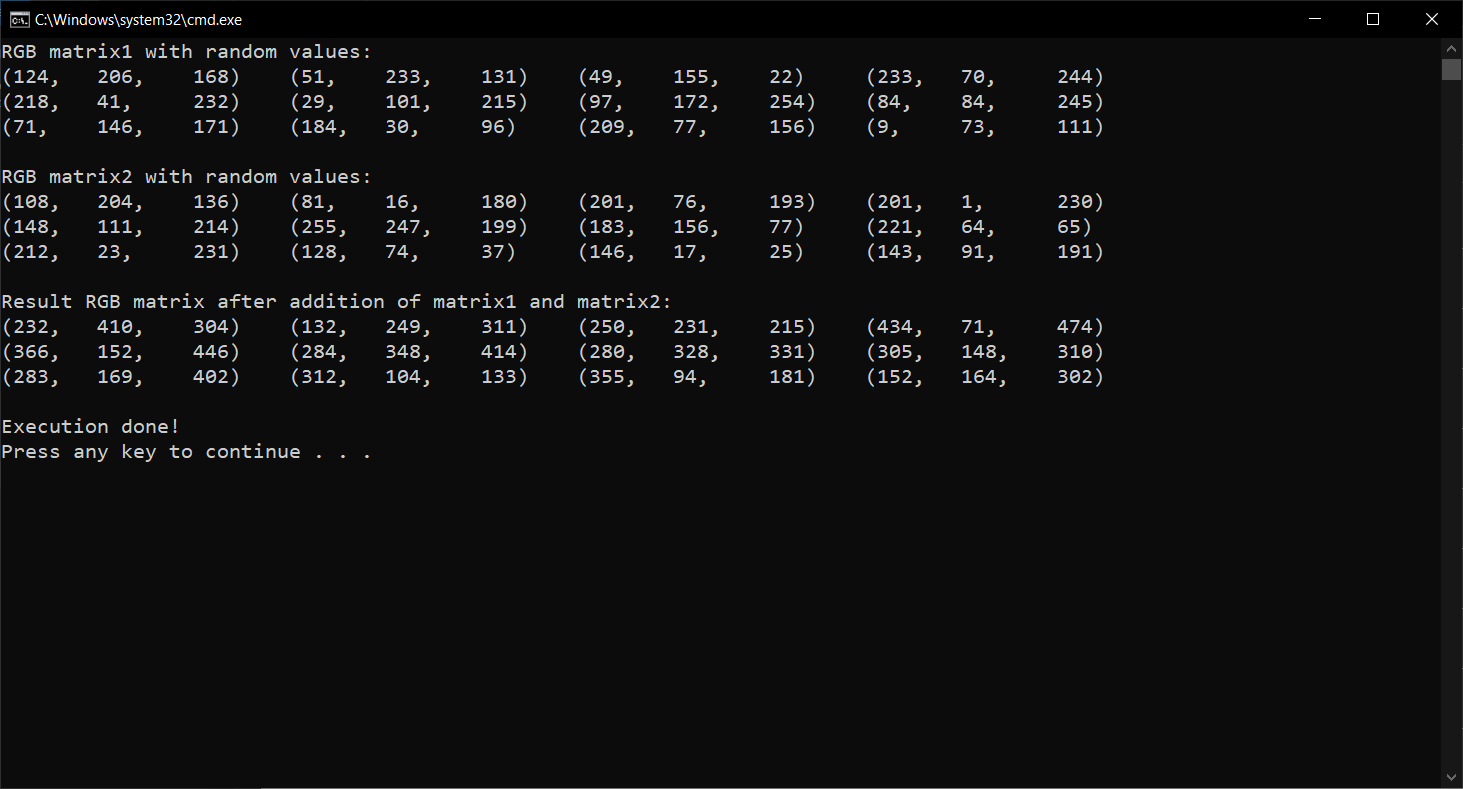 C:\Windows\system32\cmd.exe
RGB matrix1 with random values:
(124, 206, 168) (51, 233, 131) (49, 155, 22) (233, 70, 244)
(218, 41, 232) (29, 101, 215) (97, 172, 254) (84, 84, 245)
(71, 146, 171) (184, 30, 96) (209, 77, 156) (9, 73, 111)
RGB matrix2 with random values:
(108, 204, 136) (81, 16, 180) (201, 76, 193) (201, 1, 230)
(148, 111, 214) (255, 247, 199) (183, 156, 77) (221, 64, 65)
(212, 23, 231) (128, 74, 37) (146, 17, 25) (143, 91, 191)
Result RGB matrix after addition of matrix1 and matrix2:
(232, 410, 304) (132, 249, 311) (250, 231, 215) (434, 71, 474)
(366, 152, 446) (284, 348, 414) (280, 328, 331) (305, 148, 310)
(283, 169, 402) (312, 104, 133) (355, 94, 181) (152, 164, 302)
Execution done!
Press any key to continue . . .